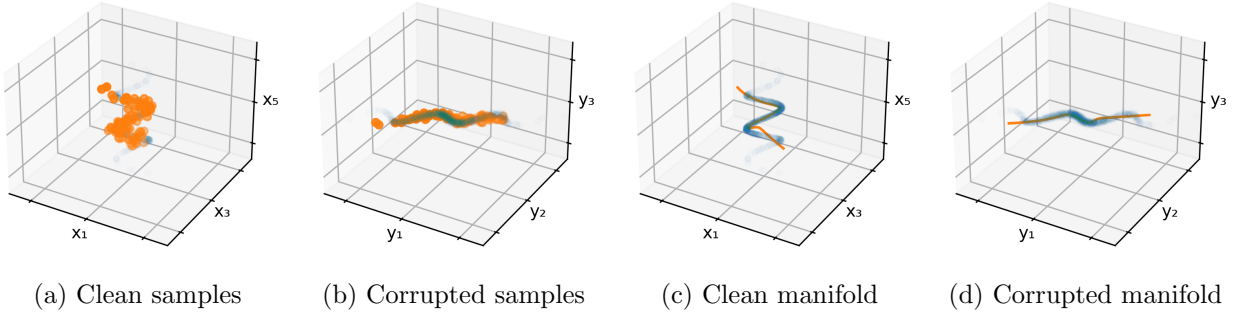 x₅
x₃
x₁
y₃
y₂
y₁
x₅
x₃
x₁
y₃
y₂
y₁
(a) Clean samples
(b) Corrupted samples
(c) Clean manifold
(d) Corrupted manifold